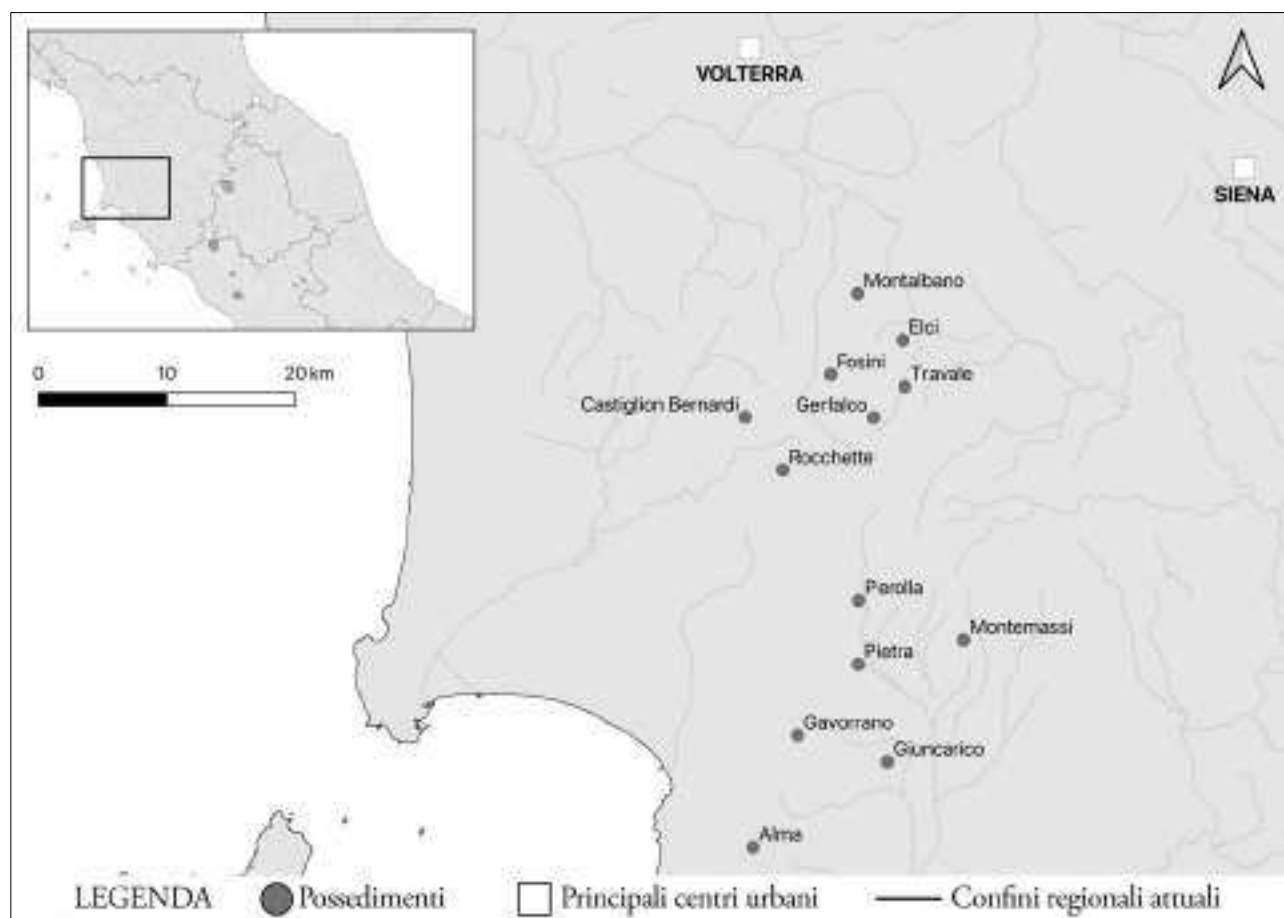 VOLTERRA
SIENA
Montalbano
Elci
0 10 20 km
Fosini
Travale
Castiglion Bernardi
Gerfalco
Rocchette
Perolla
Montemassi
Pietra
Gavorrano
Giuncarico
Alma
LEGENDA Possedimenti Principali centri urbani Confini regionali attuali